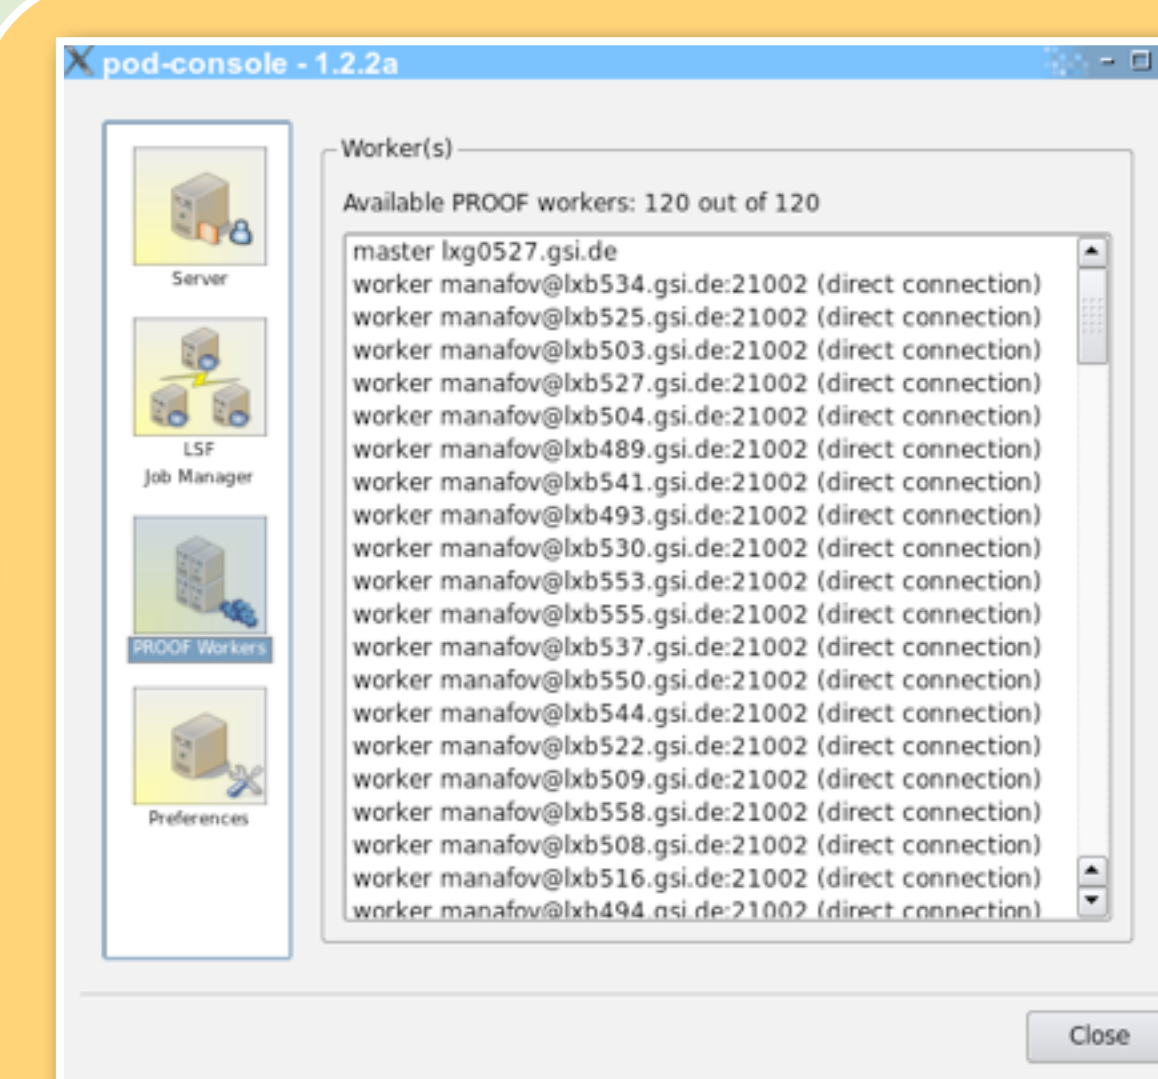 pod-console - 1.2.2a
Server
LSF
Job Manager
PROOF Workers
Preferences
Worker(s)
Available PROOF workers: 120 out of 120
master lxg0527.gsi.de
worker manafov@lxb534.gsi.de:21002 (direct connection)
worker manafov@lxb525.gsi.de:21002 (direct connection)
worker manafov@lxb503.gsi.de:21002 (direct connection)
worker manafov@lxb527.gsi.de:21002 (direct connection)
worker manafov@lxb504.gsi.de:21002 (direct connection)
worker manafov@lxb489.gsi.de:21002 (direct connection)
worker manafov@lxb541.gsi.de:21002 (direct connection)
worker manafov@lxb493.gsi.de:21002 (direct connection)
worker manafov@lxb530.gsi.de:21002 (direct connection)
worker manafov@lxb553.gsi.de:21002 (direct connection)
worker manafov@lxb555.gsi.de:21002 (direct connection)
worker manafov@lxb537.gsi.de:21002 (direct connection)
worker manafov@lxb550.gsi.de:21002 (direct connection)
worker manafov@lxb544.gsi.de:21002 (direct connection)
worker manafov@lxb522.gsi.de:21002 (direct connection)
worker manafov@lxb509.gsi.de:21002 (direct connection)
worker manafov@lxb558.gsi.de:21002 (direct connection)
worker manafov@lxb508.gsi.de:21002 (direct connection)
worker manafov@lxb516.gsi.de:21002 (direct connection)
worker manafov@lxb494.gsi.de:21002 (direct connection)
Close